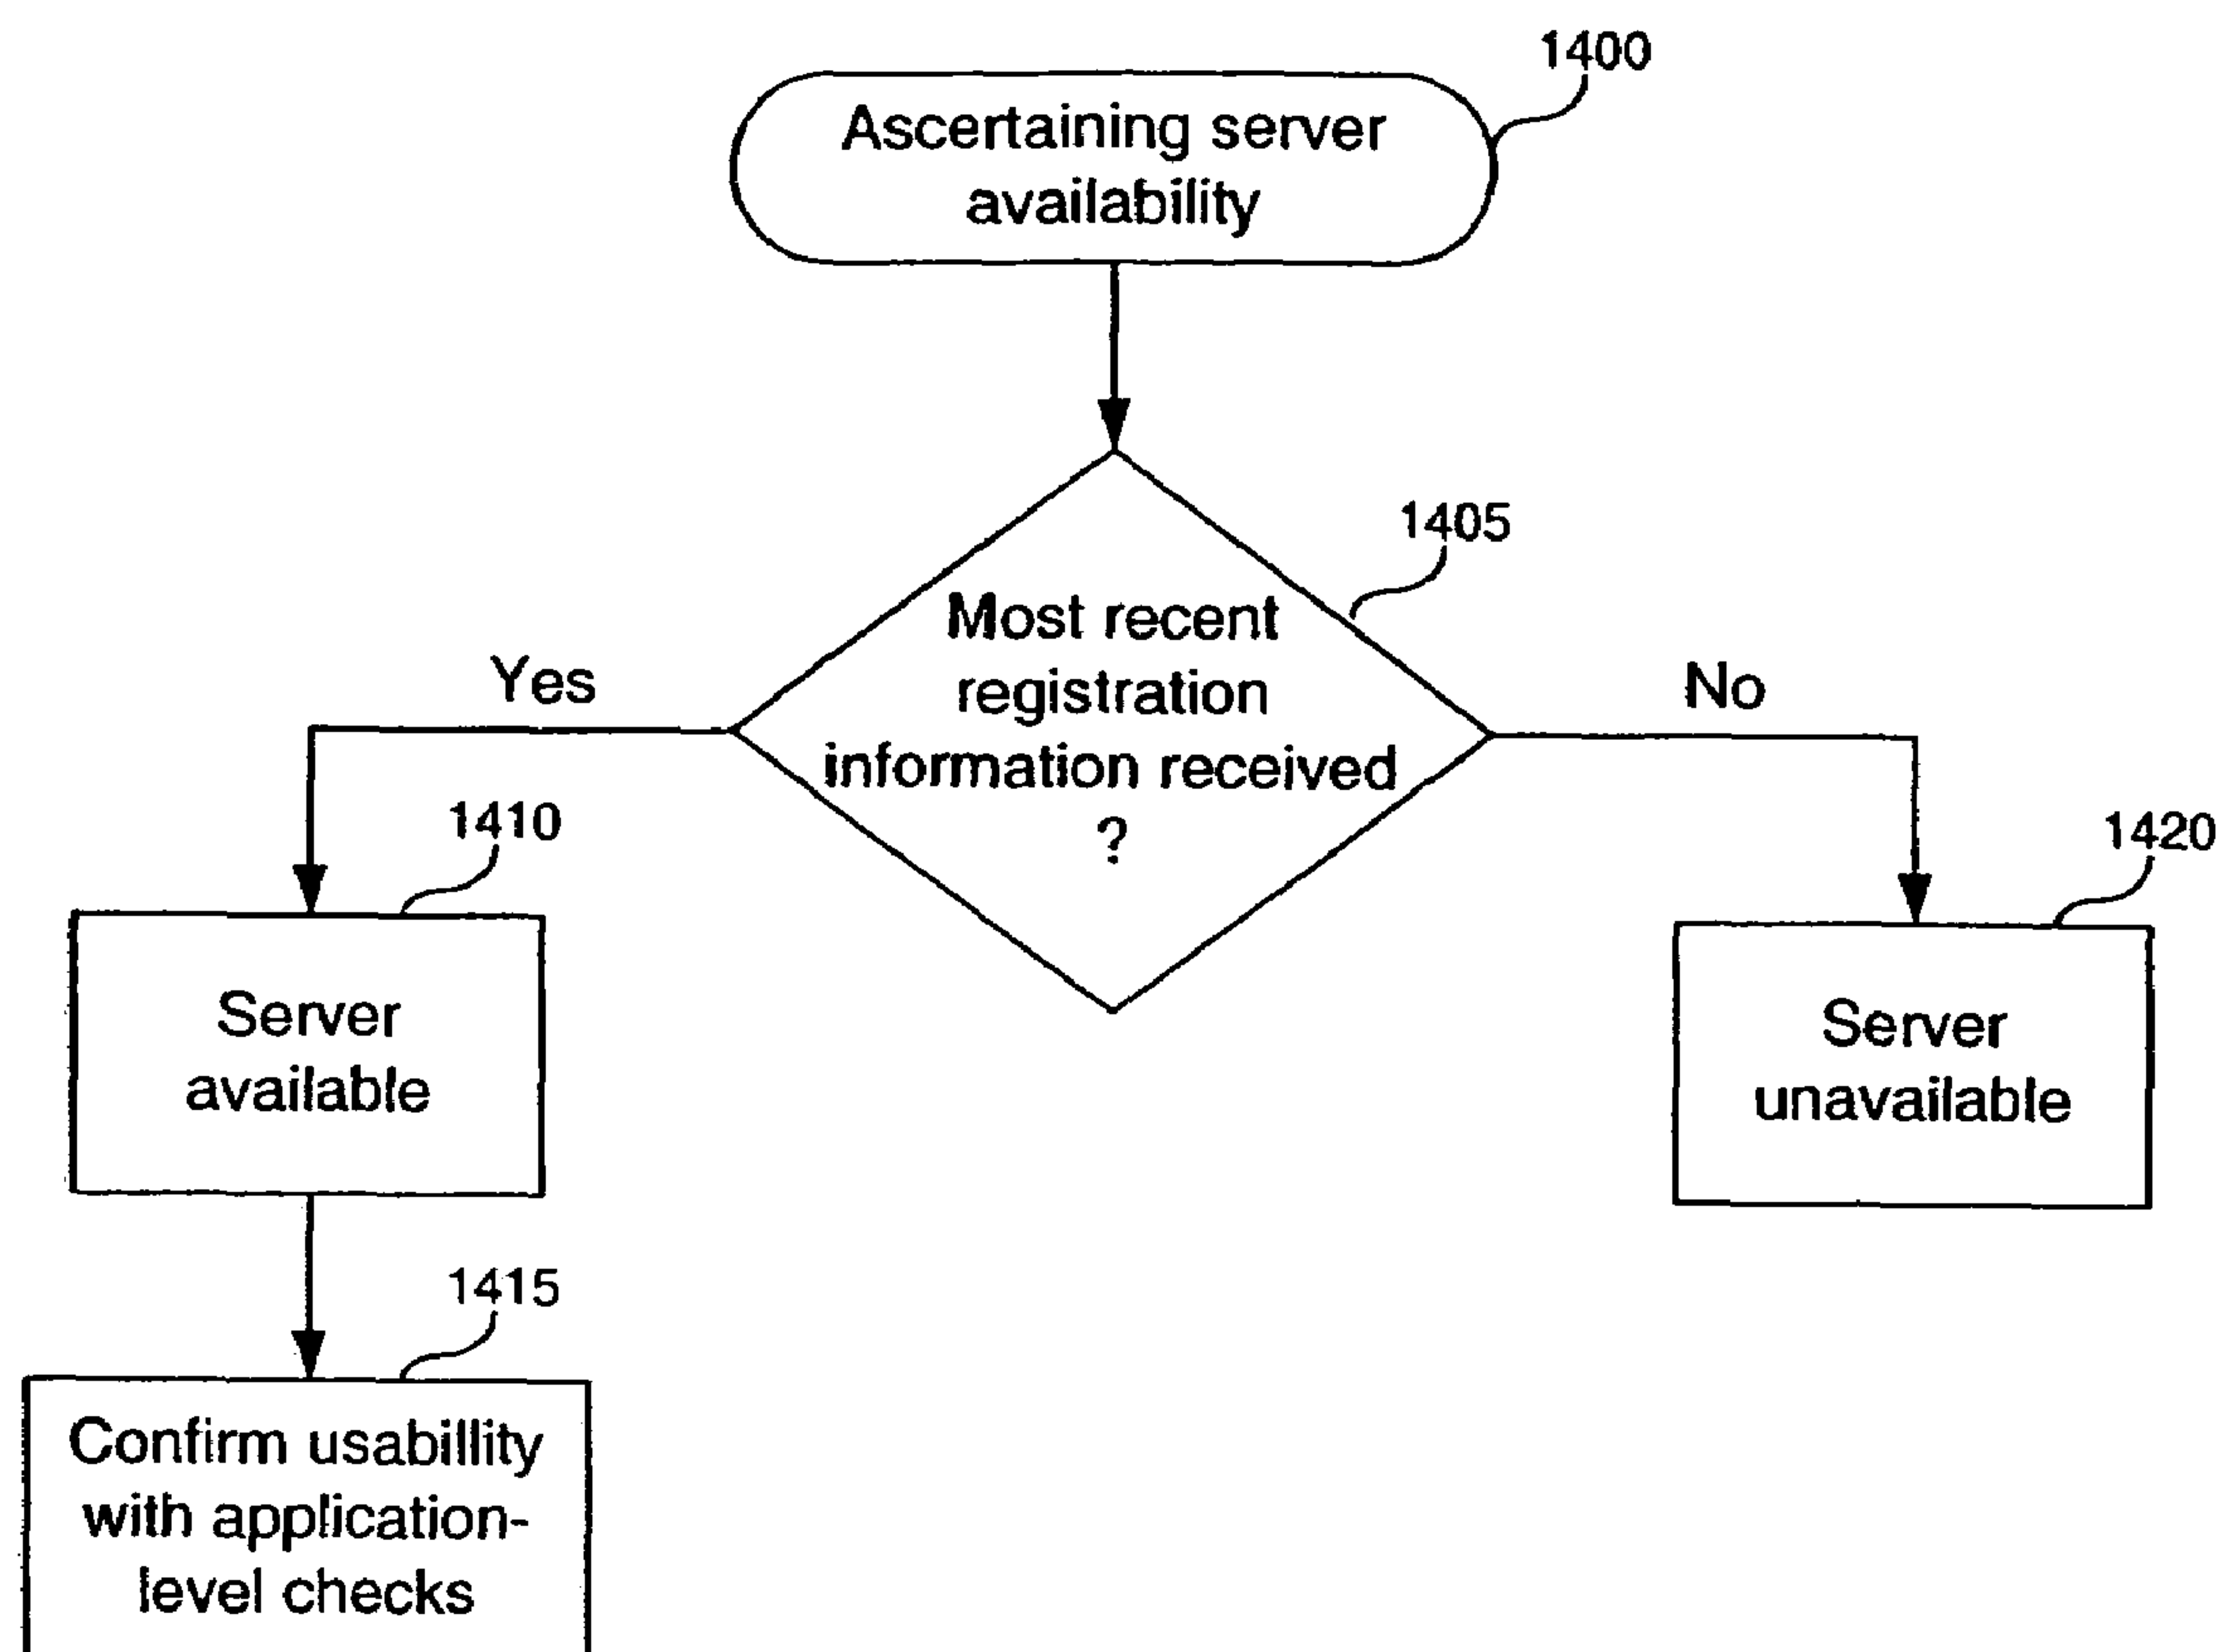 1400
Ascertaining server
availability
1405
Most recent
registration
information received
?
Yes
No
1410
Server
available
1420
Server
unavailable
1415
Confirm usabillity
with application-
level checks